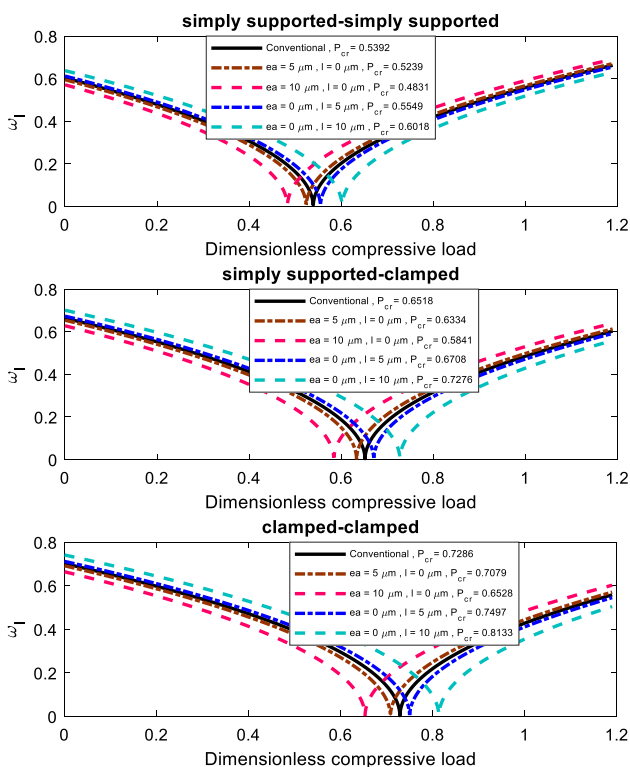 simply supported-simply supported
0.8
0.6
0.4
0.2
0
ω_I
Conventional , P_cr = 0.5392
ea = 5 μm , l = 0 μm , P_cr = 0.5239
ea = 10 μm , l = 0 μm , P_cr = 0.4831
ea = 0 μm , l = 5 μm , P_cr = 0.5549
ea = 0 μm , l = 10 μm , P_cr = 0.6018
0 0.2 0.4 0.6 0.8 1 1.2
Dimensionless compressive load
simply supported-clamped
0.8
0.6
0.4
0.2
0
ω_I
Conventional , P_cr = 0.6518
ea = 5 μm , l = 0 μm , P_cr = 0.6334
ea = 10 μm , l = 0 μm , P_cr = 0.5841
ea = 0 μm , l = 5 μm , P_cr = 0.6708
ea = 0 μm , l = 10 μm , P_cr = 0.7276
0 0.2 0.4 0.6 0.8 1 1.2
Dimensionless compressive load
clamped-clamped
0.8
0.6
0.4
0.2
0
ω_I
Conventional , P_cr = 0.7286
ea = 5 μm , l = 0 μm , P_cr = 0.7079
ea = 10 μm , l = 0 μm , P_cr = 0.6528
ea = 0 μm , l = 5 μm , P_cr = 0.7497
ea = 0 μm , l = 10 μm , P_cr = 0.8133
0 0.2 0.4 0.6 0.8 1 1.2
Dimensionless compressive load